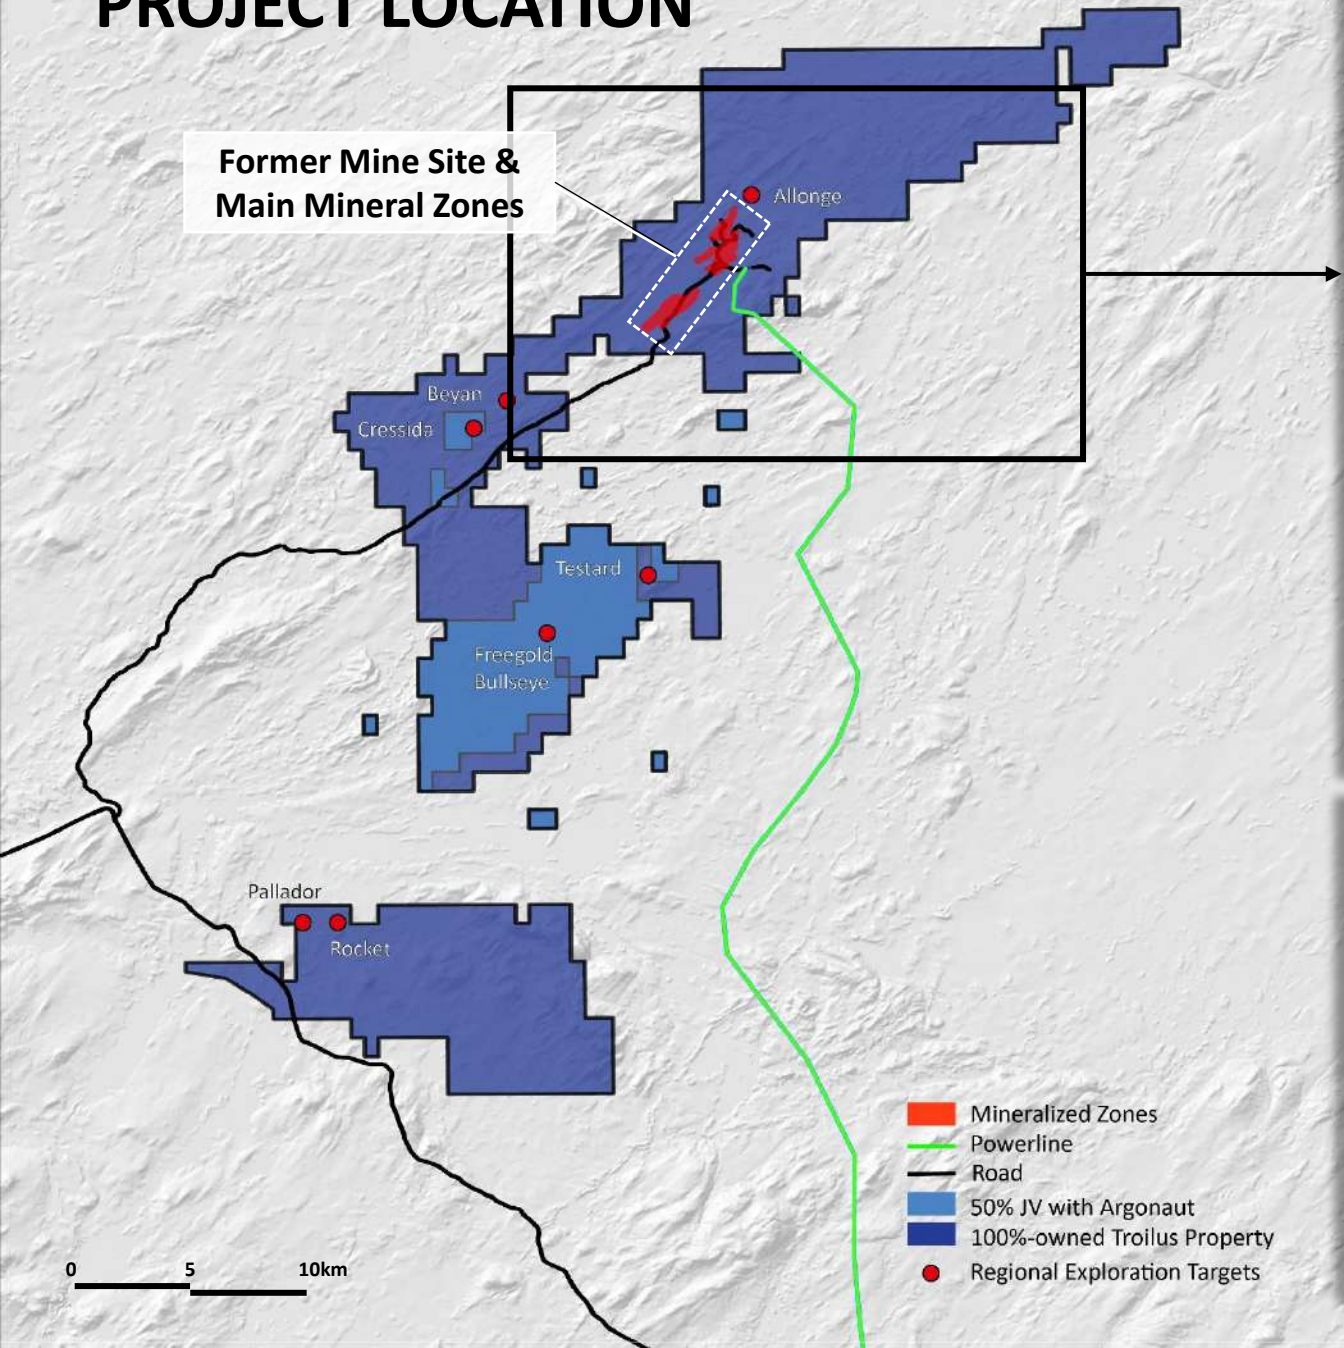 PROJECT LOCATION
Former Mine Site &
Main Mineral Zones
Allonge
Beyan
Cressida
Testard
Freegold
Bullseye
Pallador
Rocket
Mineralized Zones
Powerline
Road
50% JV with Argonaut
100%-owned Troilus Property
Regional Exploration Targets
0 5 10km